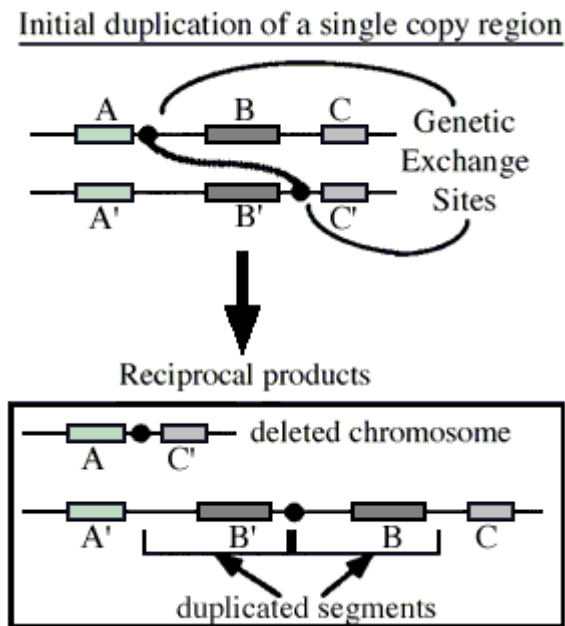 Initial duplication of a single copy region
A B C
Genetic
Exchange
Sites
A' B' C'
Reciprocal products
deleted chromosome
A C'
A' B' B C
duplicated segments